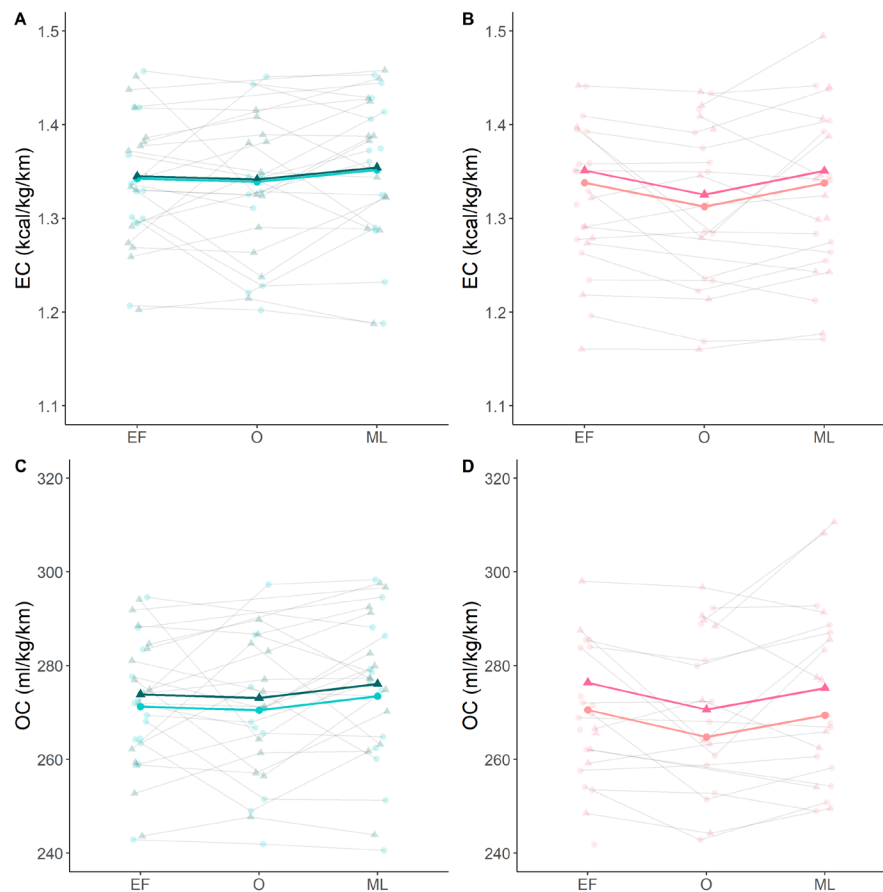 A
1.5
1.4
1.3
1.2
1.1
EC (kcal/kg/km)
EF O ML
B
1.5
1.4
1.3
1.2
1.1
EC (kcal/kg/km)
EF O ML
C
320
300
280
260
240
OC (ml/kg/km)
EF O ML
D
320
300
280
260
240
OC (ml/kg/km)
EF O ML